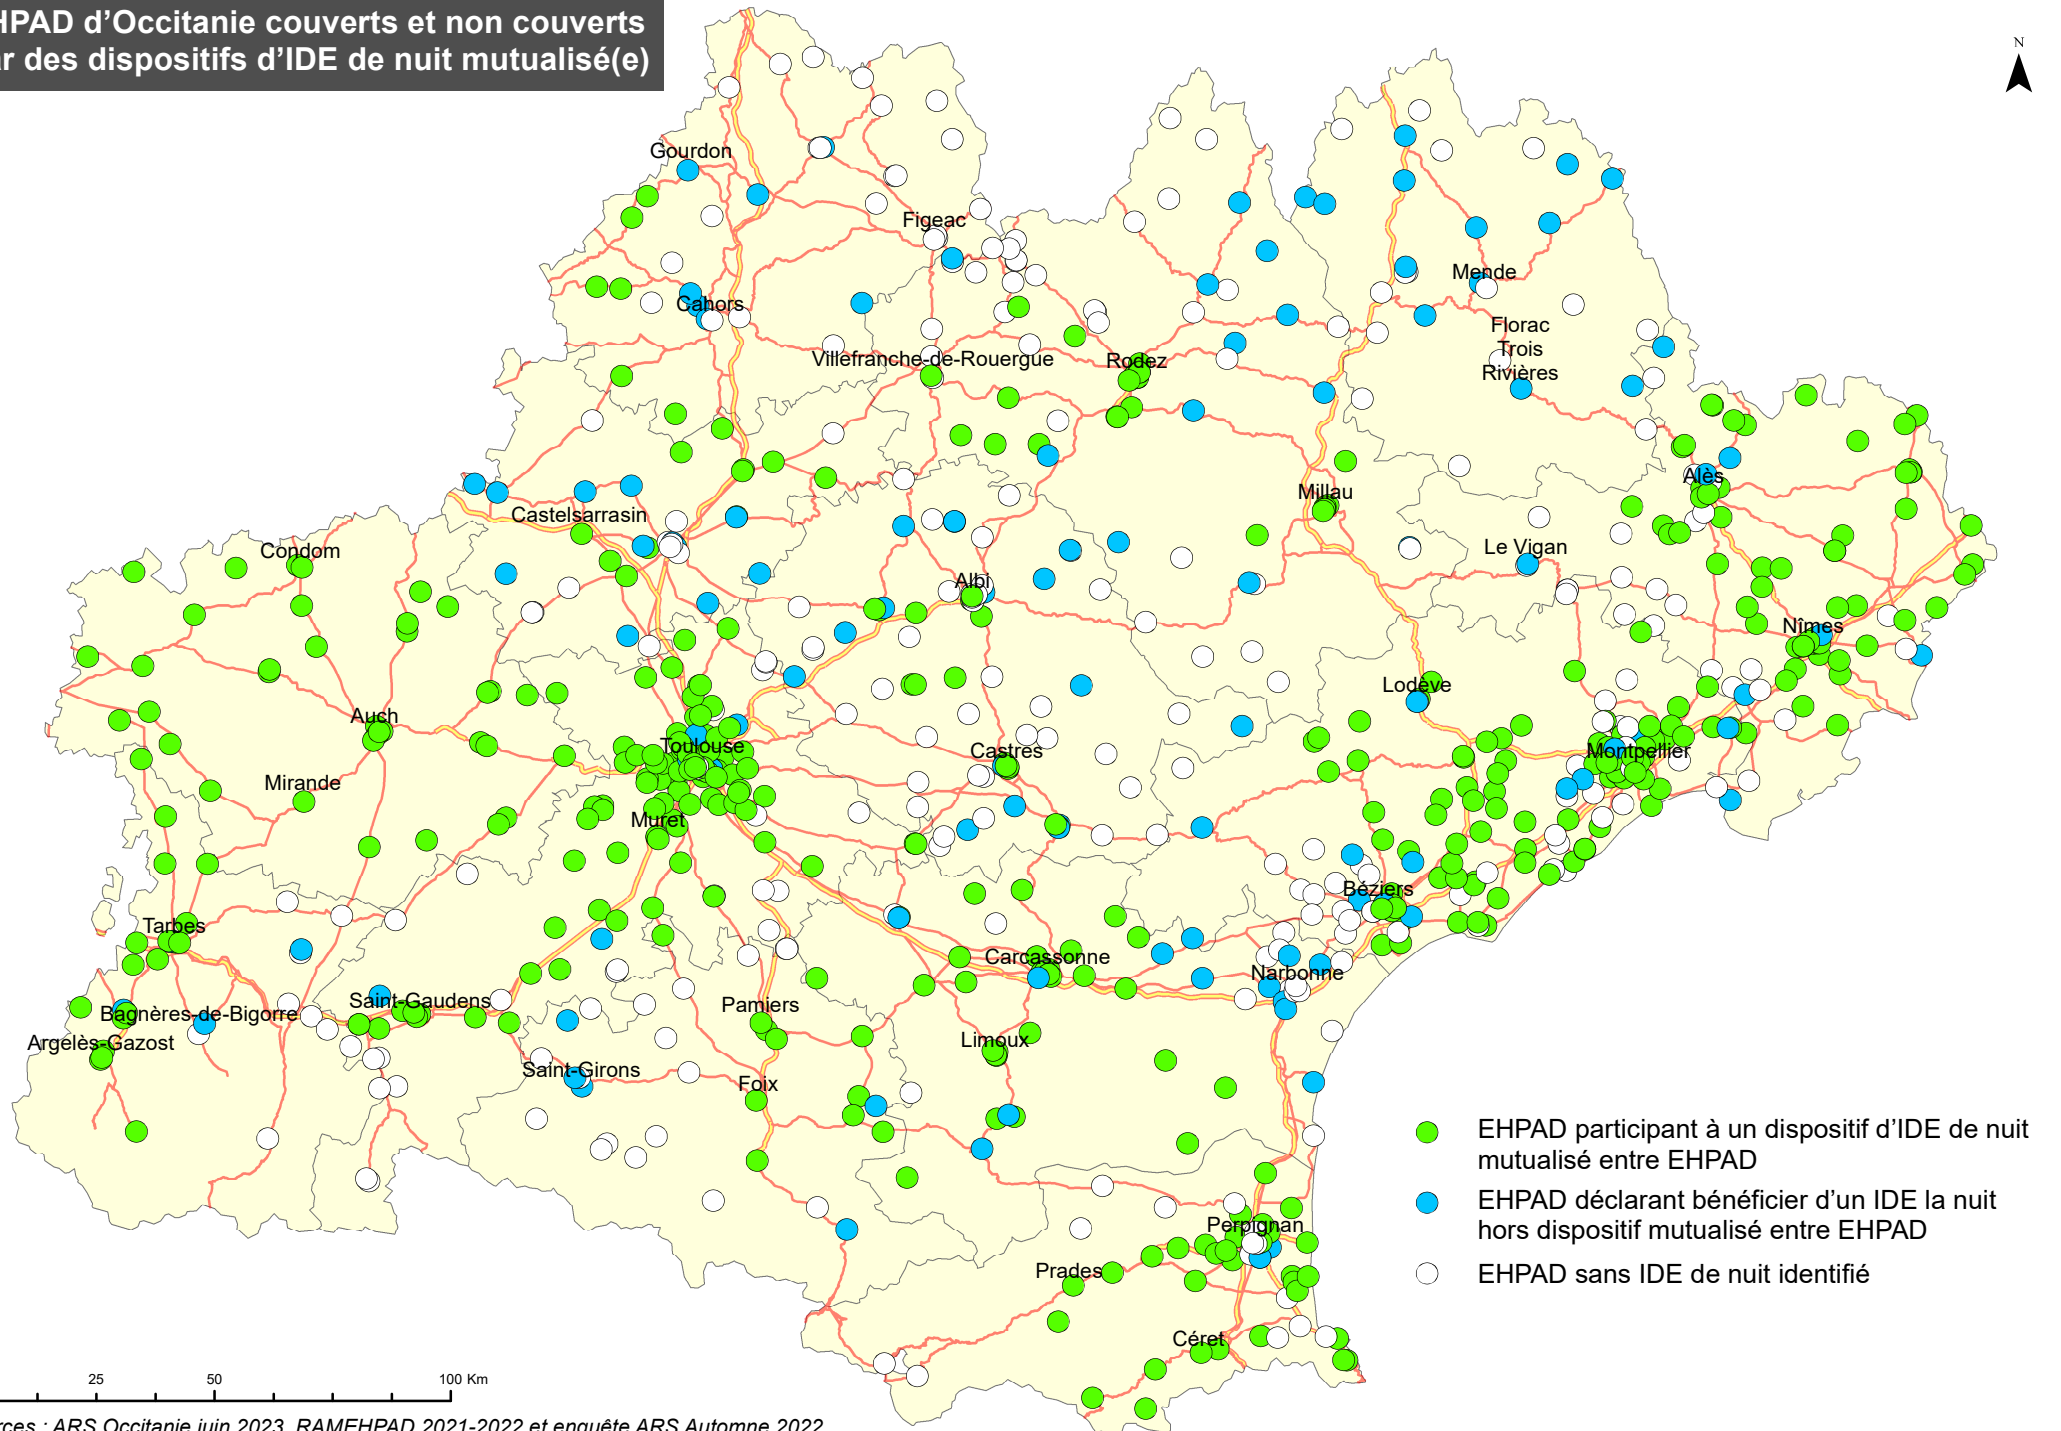 HPAD d’Occitanie couverts et non couverts
r des dispositifs d’IDE de nuit mutualisé(e)
N
Gourdon
Figeac
Cahors
Mende
Florac
Trois
Rivières
Villefranche-de-Rouergue
Rodez
Alès
Millau
Castelsarrasin
Condom
Le Vigan
Albi
Nîmes
Lodève
Auch
Toulouse
Castres
Montpellier
Mirande
Muret
Béziers
Tarbes
Carcassonne
Narbonne
Saint-Gaudens
Bagnères-de-Bigorre
Pamiers
Argelès-Gazost
Limoux
Saint-Girons
Foix
EHPAD participant à un dispositif d’IDE de nuit
mutualisé entre EHPAD
EHPAD déclarant bénéficier d’un IDE la nuit
hors dispositif mutualisé entre EHPAD
EHPAD sans IDE de nuit identifié
Perpignan
Prades
Céret
25 50 100 Km
rces : ARS Occitanie juin 2023, RAMEHPAD 2021-2022 et enquête ARS Automne 2022